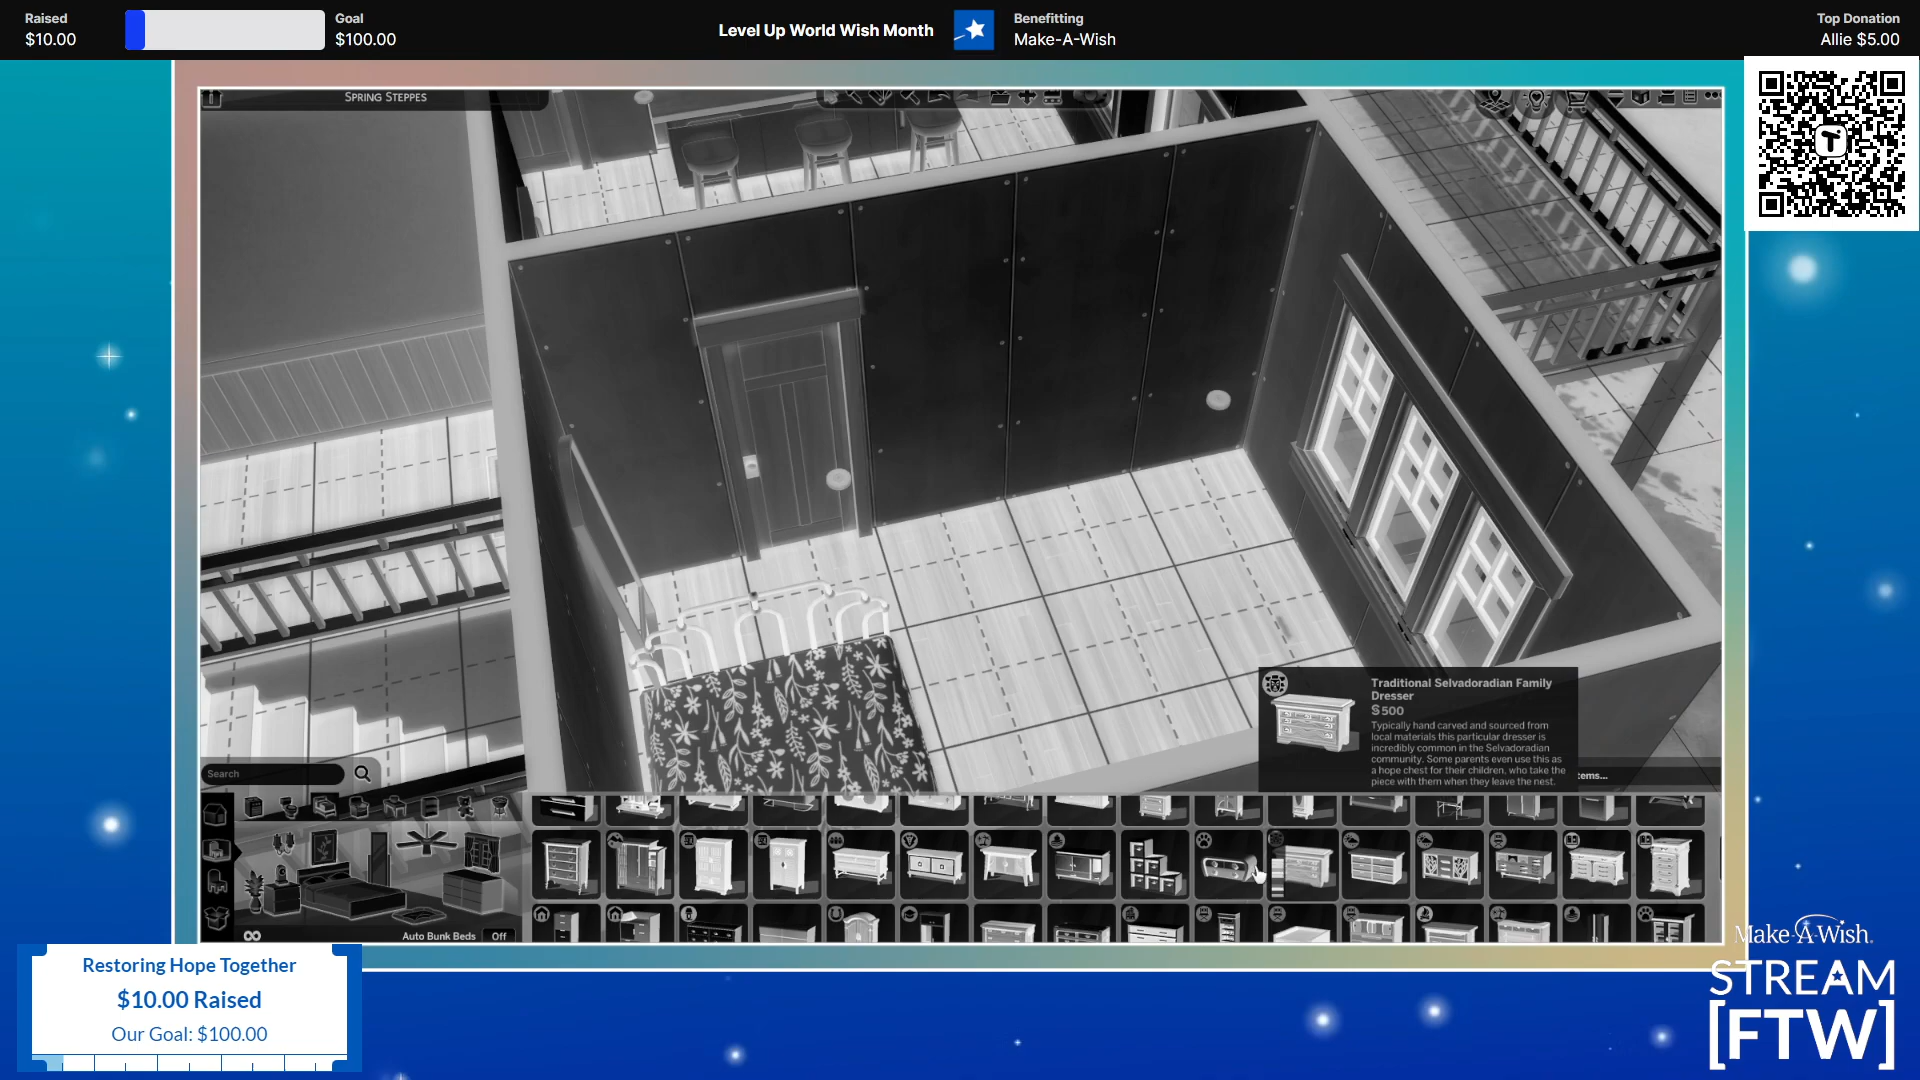 Raised
$10.00
Goal
$100.00
Level Up World Wish Month
Benefitting
Make-A-Wish
Top Donation
Allie $5.00
SPRING STEPPES
Traditional Selvadoradian Family
Dresser
§500
Typically hand carved and sourced from
local materials this particular dresser is
incredibly common in the Selvadoradian
community. Some parents even use this as
a hope chest for their children, who take the
piece with them when they leave the nest.
Search
Auto Bunk Beds Off
Restoring Hope Together
$10.00 Raised
Our Goal: $100.00
Make-A-Wish.
STREAM
[FTW]